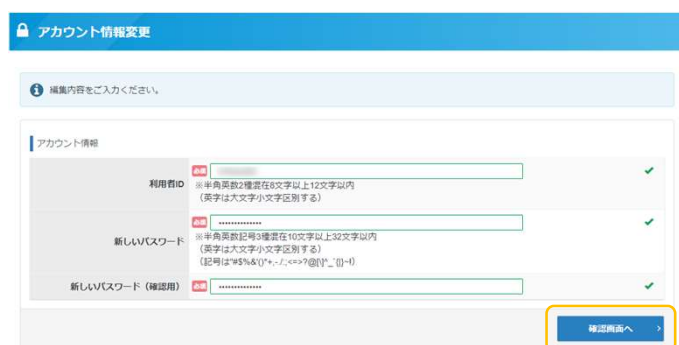 アカウント情報変更
編集内容をご入力ください。
アカウント情報
利用者ID
必須
※半角英数2種混在6文字以上12文字以内
(英字は大文字小文字区別する)
新しいパスワード
必須 ••••••••••••••
※半角英数記号3種混在10文字以上32文字以内
(英字は大文字小文字区別する)
(記号は"#$%&'()*+,-./:;<=>?@[\]^_`{|}~!)
新しいパスワード(確認用)
必須 ••••••••••••••
確認画面へ